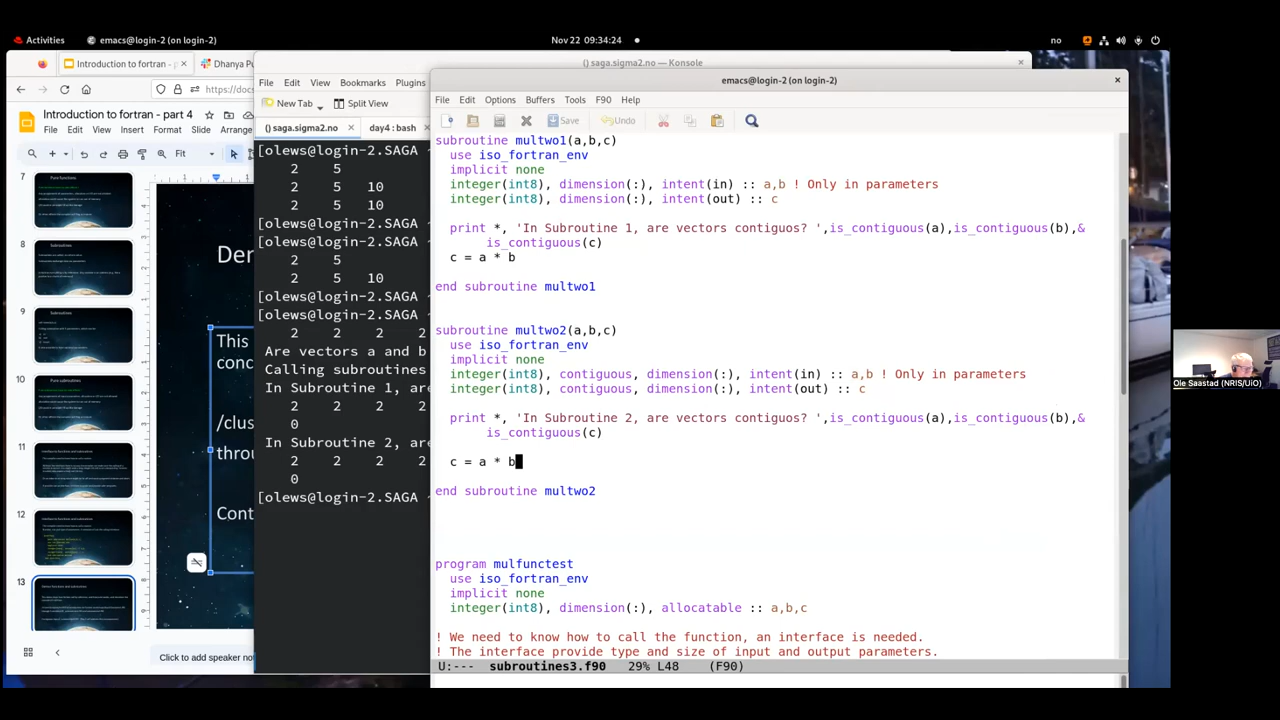 Activities
emacs@login-2 (on login-2)
Nov 22 09:34:24
no
Introduction to fortran - p
Dhanya Pu
https://docs
Introduction to fortran - part 4
File Edit View Insert Format Slide Arrange
Fit
7
8
9
10
11
12
13
Pure functions
Subroutines
Subroutines
Pure subroutines
Der
This
conc
/clus
throu
Cont
Click to add speaker no
() saga.sigma2.no — Konsole
File Edit View Bookmarks Plugins
New Tab
Split View
() saga.sigma2.no
day4 : bash
[olews@login-2.SAGA ~
2 5
2 5 10
2 5 10
[olews@login-2.SAGA ~
[olews@login-2.SAGA ~
2 5
2 5 10
[olews@login-2.SAGA ~
[olews@login-2.SAGA ~
2 2 2 2
Are vectors a and b
Calling subroutines
In Subroutine 1, are
2 2 2 2
0
In Subroutine 2, are
2 2 2 2
0
[olews@login-2.SAGA ~
emacs@login-2 (on login-2)
File Edit Options Buffers Tools F90 Help
Save
Undo
subroutine multwo1(a,b,c)
use iso_fortran_env
implicit none
integer(int8), dimension(:), intent(in) :: a,b ! Only in parameters
integer(int8), dimension(:), intent(out) :: c
print *, 'In Subroutine 1, are vectors contiguos? ',is_contiguous(a),is_contiguous(b),&
is_contiguous(c)
c = a * b
end subroutine multwo1
subroutine multwo2(a,b,c)
use iso_fortran_env
implicit none
integer(int8), contiguous, dimension(:), intent(in) :: a,b ! Only in parameters
integer(int8), contiguous, dimension(:), intent(out) :: c
print *, 'In Subroutine 2, are vectors contiguos? ',is_contiguous(a),is_contiguous(b),&
is_contiguous(c)
c = a * b
end subroutine multwo2
program mulfunctest
use iso_fortran_env
implicit none
integer(int8), dimension(:), allocatable :: a,b,c
! We need to know how to call the function, an interface is needed.
! The interface provide type and size of input and output parameters.
U:--- subroutines3.f90 29% L48 (F90)
Ole Saastad (NRIS/UiO)